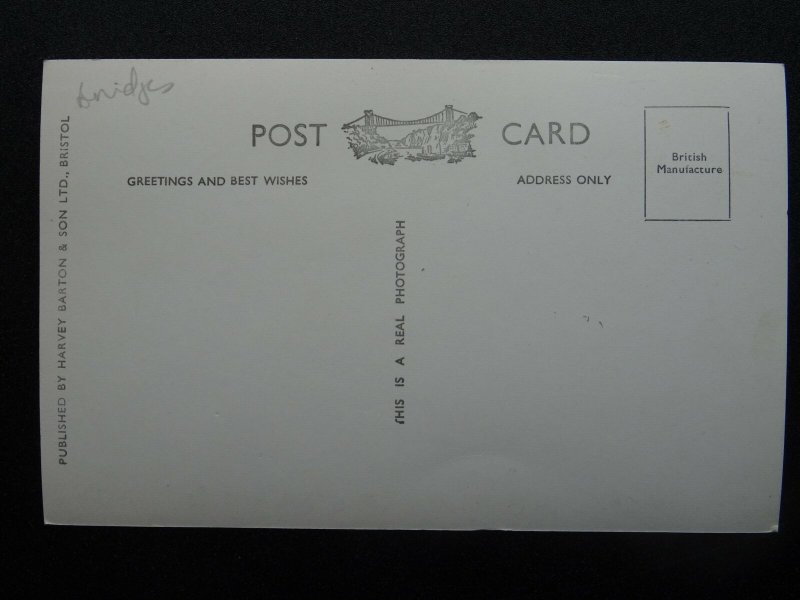 bridges
POST CARD
GREETINGS AND BEST WISHES
ADDRESS ONLY
British
Manufacture
THIS IS A REAL PHOTOGRAPH
PUBLISHED BY HARVEY BARTON & SON LTD., BRISTOL